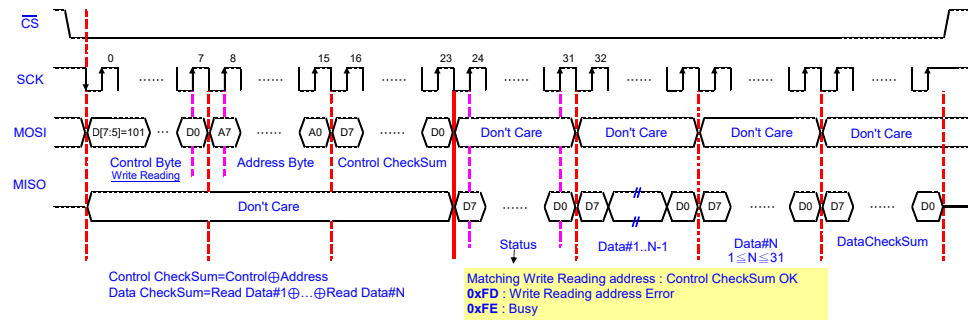 CS
0 7 8 15 16 23 24 31 32
SCK ...... ...... ...... ...... ...... ...... ......
MOSI D[7:5]=101 ... D0 A7 ...... A0 D7 ...... D0 Don't Care Don't Care Don't Care Don't Care
Control Byte Address Byte Control CheckSum
Write Reading
MISO
Don't Care D7 ...... D0 D7 D0 D7 ...... D0 D7 ...... D0
Status Data#1..N-1 Data#N DataCheckSum
1≦N≦31
Control CheckSum=Control⊕Address
Data CheckSum=Read Data#1⊕...⊕Read Data#N
Matching Write Reading address : Control CheckSum OK
0xFD : Write Reading address Error
0xFE : Busy